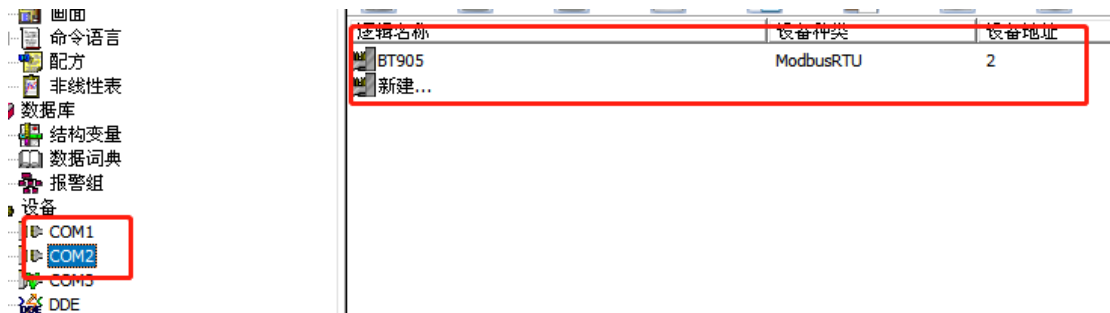 画面
命令语言
配方
非线性表
数据库
结构变量
数据词典
报警组
设备
COM1
COM2
COM3
DDE
逻辑名称 设备种类 设备地址
BT905 ModbusRTU 2
新建...